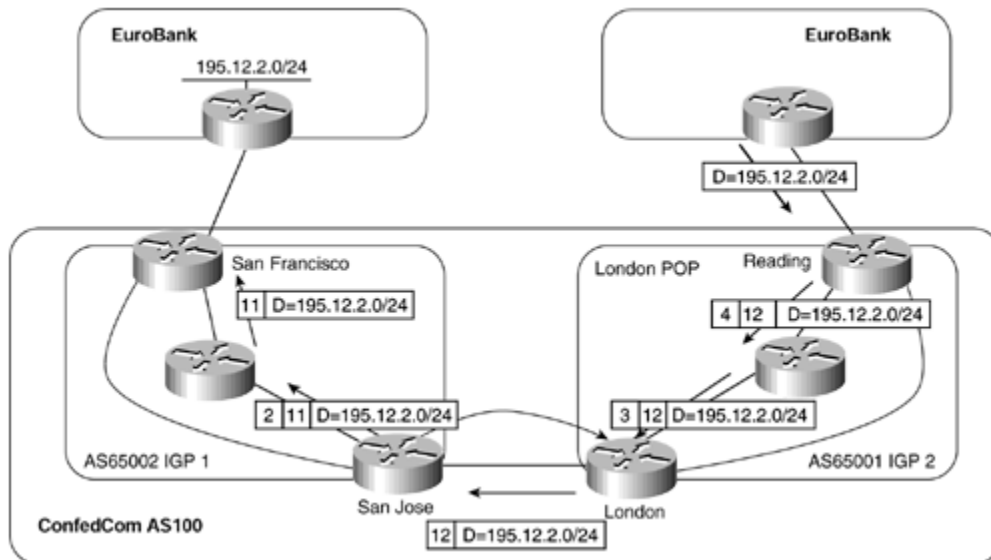 EuroBank
EuroBank
195.12.2.0/24
D=195.12.2.0/24
San Francisco
London POP
Reading
11 D=195.12.2.0/24
4 12 D=195.12.2.0/24
2 11 D=195.12.2.0/24
3 12 D=195.12.2.0/24
AS65002 IGP 1
AS65001 IGP 2
San Jose
London
ConfedCom AS100
12 D=195.12.2.0/24